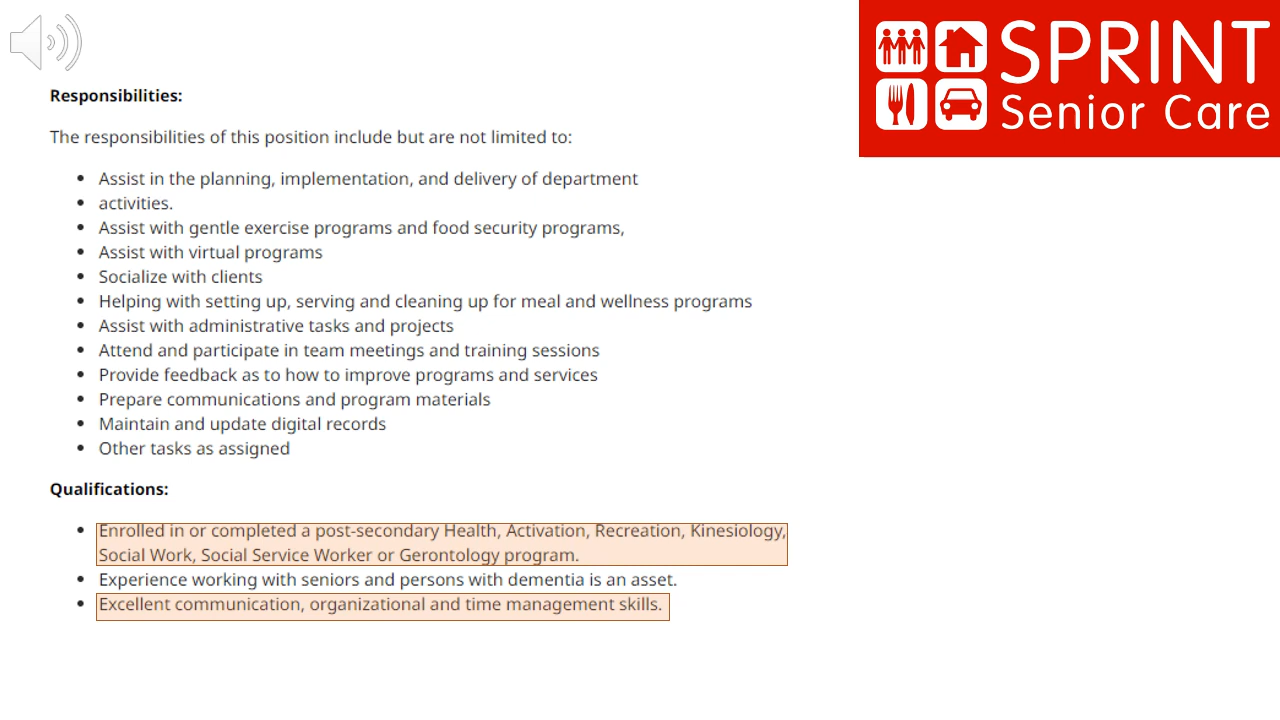 SPRINT
Senior Care
Responsibilities:
The responsibilities of this position include but are not limited to:
• Assist in the planning, implementation, and delivery of department
• activities.
• Assist with gentle exercise programs and food security programs,
• Assist with virtual programs
• Socialize with clients
• Helping with setting up, serving and cleaning up for meal and wellness programs
• Assist with administrative tasks and projects
• Attend and participate in team meetings and training sessions
• Provide feedback as to how to improve programs and services
• Prepare communications and program materials
• Maintain and update digital records
• Other tasks as assigned
Qualifications:
• Enrolled in or completed a post-secondary Health, Activation, Recreation, Kinesiology,
Social Work, Social Service Worker or Gerontology program.
• Experience working with seniors and persons with dementia is an asset.
• Excellent communication, organizational and time management skills.